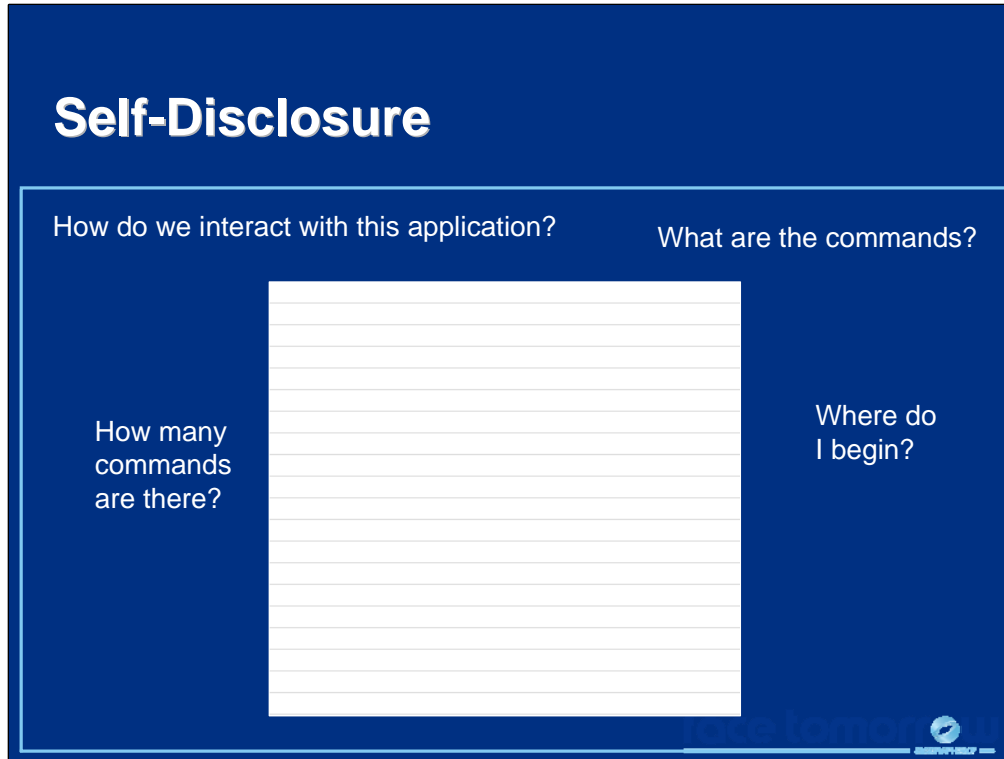 Self-Disclosure
How do we interact with this application?
What are the commands?
How many
commands
are there?
Where do
I begin?